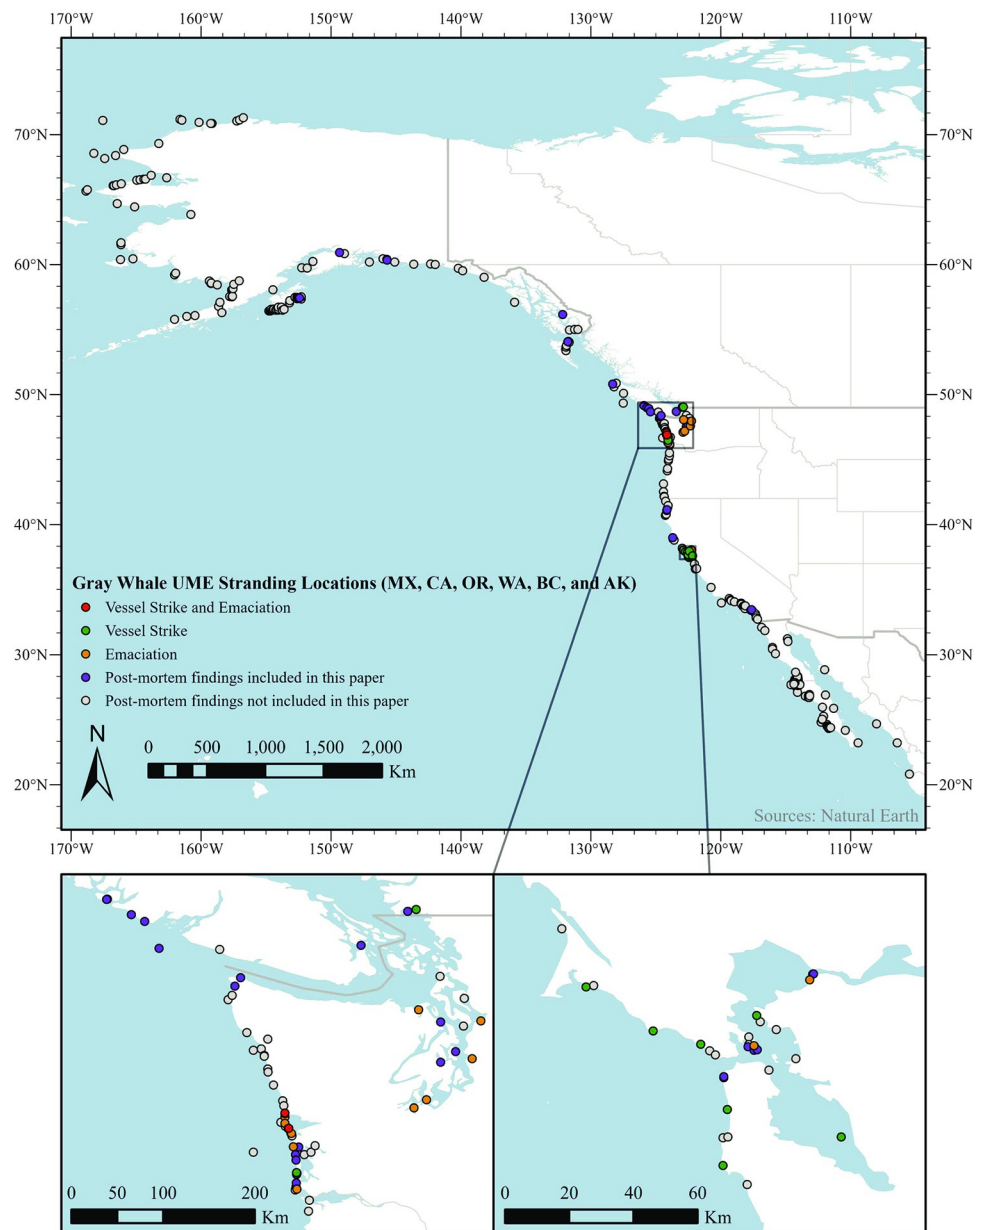 170°W 160°W 150°W 140°W 130°W 120°W 110°W
70°N 70°N
60°N 60°N
50°N 50°N
40°N 40°N
Gray Whale UME Stranding Locations (MX, CA, OR, WA, BC, and AK)
Vessel Strike and Emaciation
Vessel Strike
Emaciation
30°N 30°N
Post-mortem findings included in this paper
Post-mortem findings not included in this paper
N
0 500 1,000 1,500 2,000
Km
20°N 20°N
Sources: Natural Earth
170°W 160°W 150°W 140°W 130°W 120°W 110°W
0 50 100 200
Km
0 20 40 60
Km